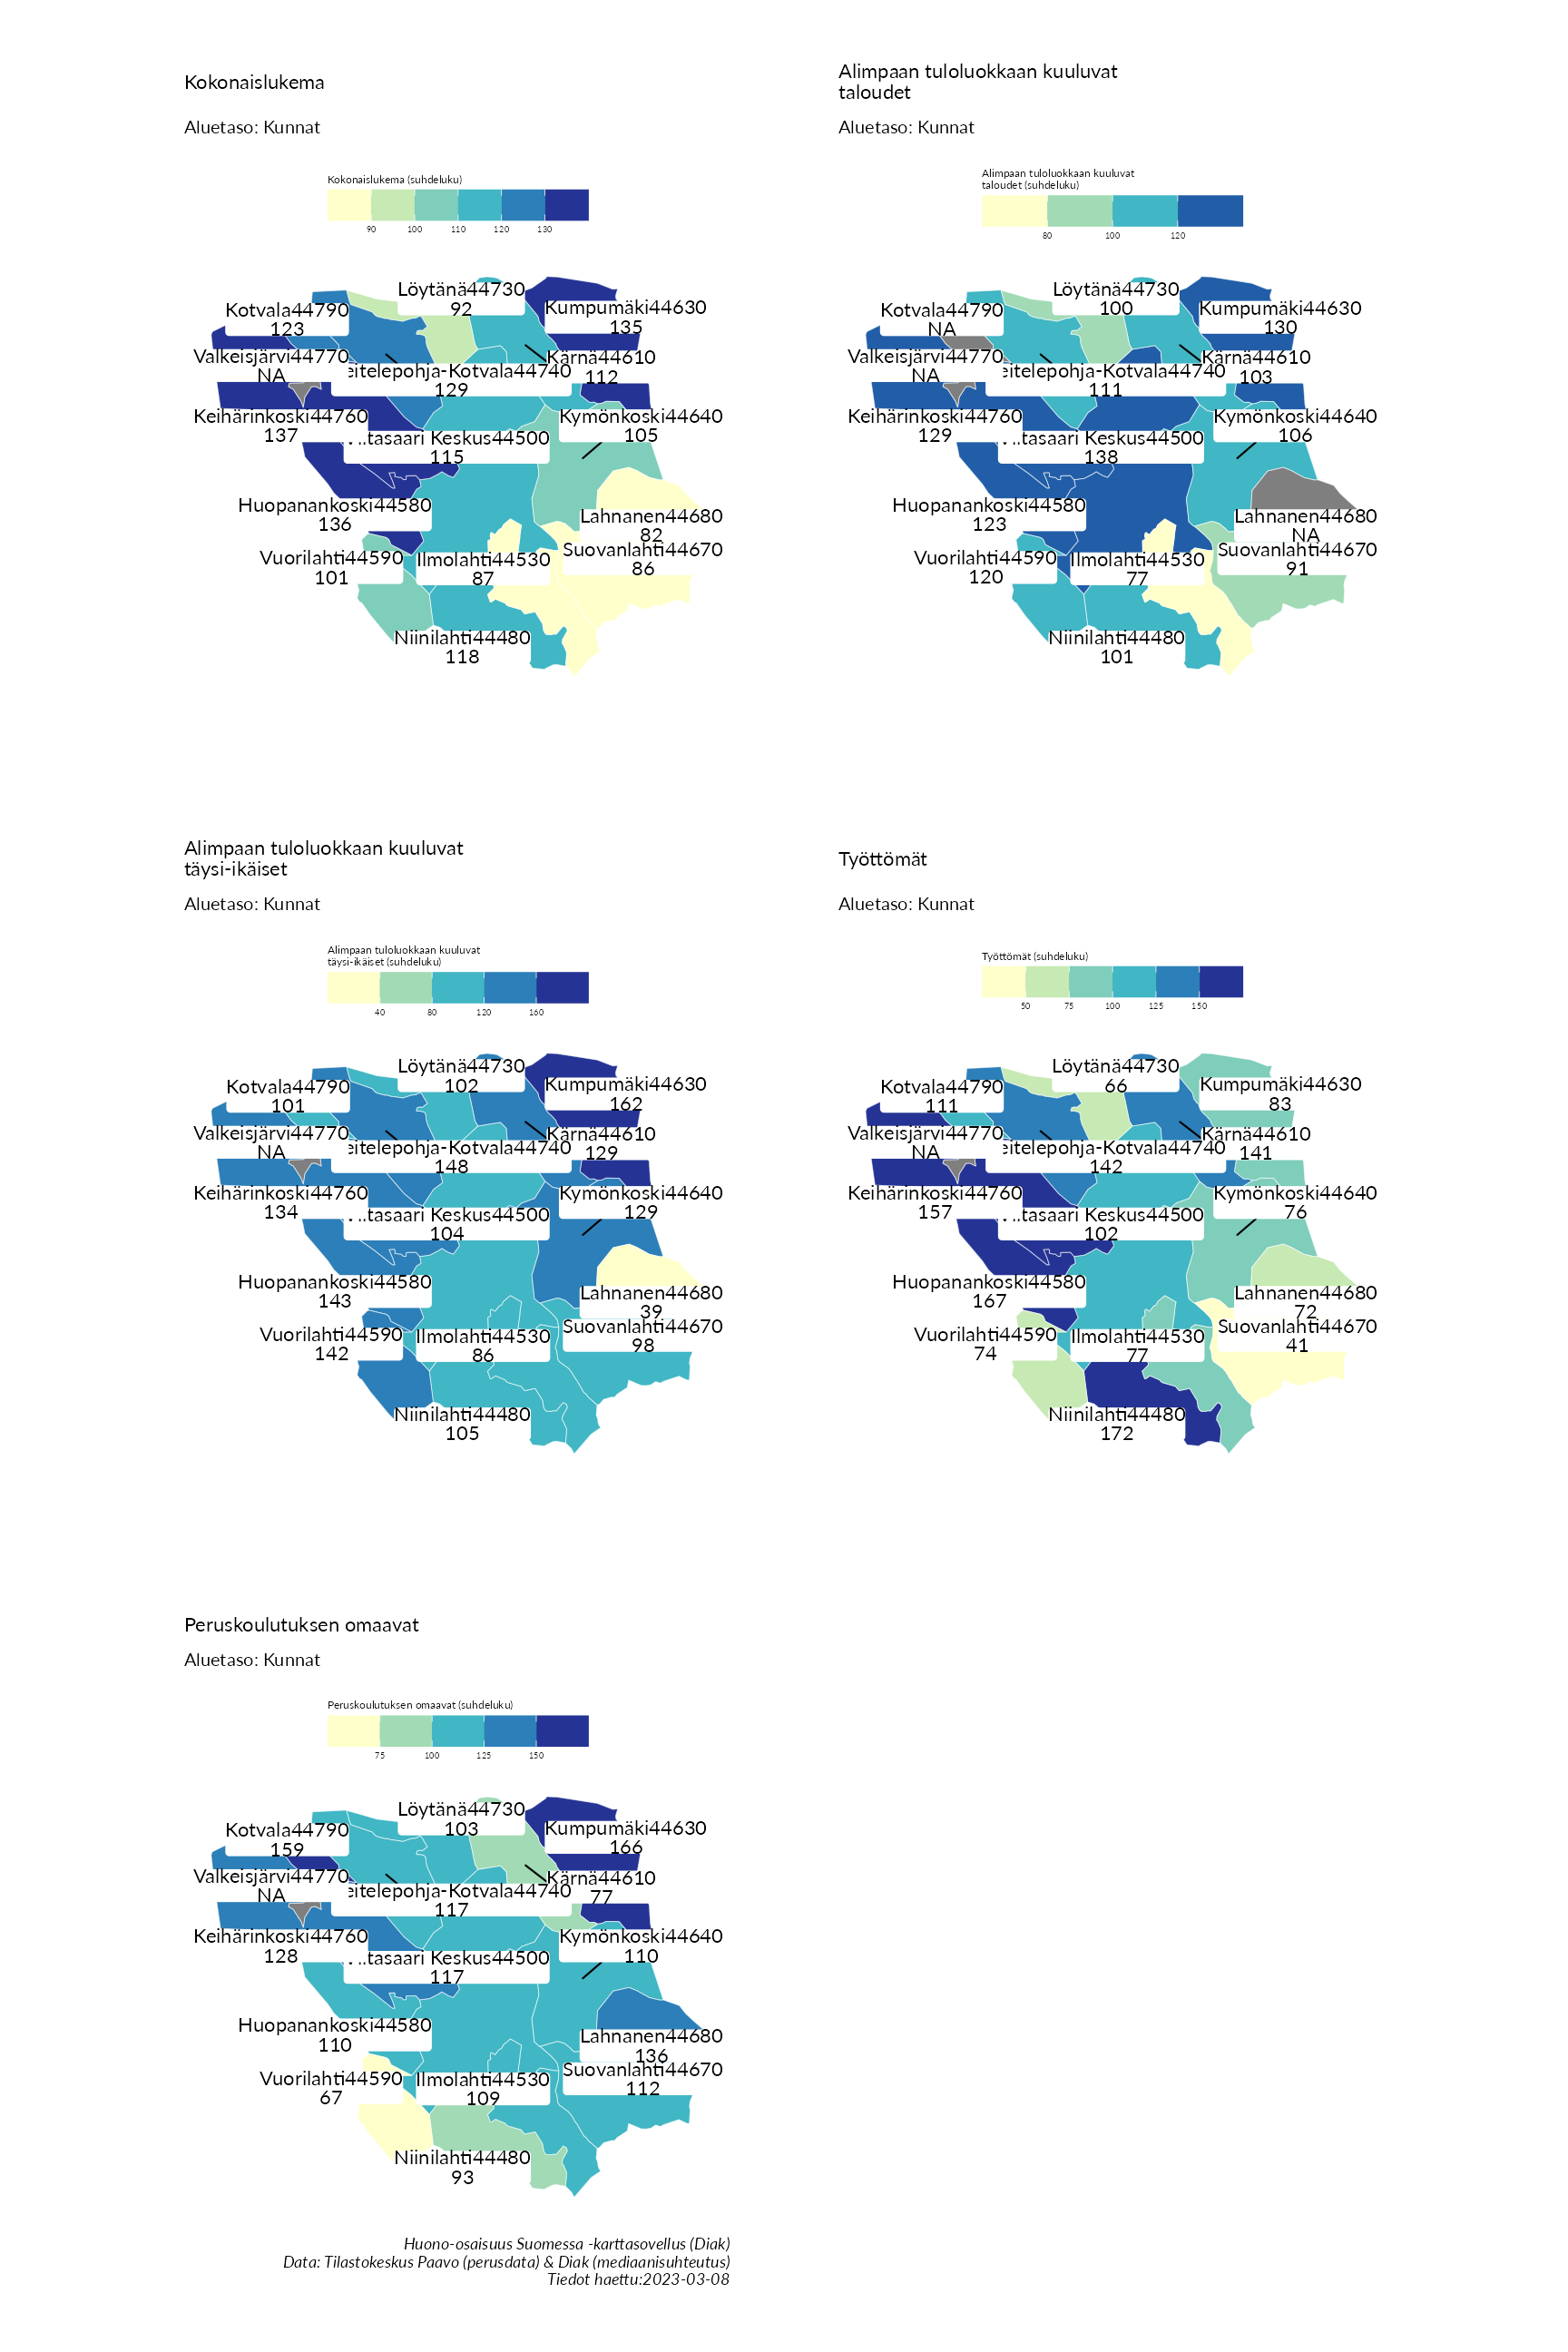 Kokonaislukema
Aluetaso: Kunnat
Kokonaislukema (suhdeluku)
90 100 110 120 130
Löytänä44730
92
Kotvala44790
123
Kumpumäki44630
135
Valkeisjärvi44770
NA
Kärnä44610
112
eitelepohja-Kotvala44740
129
Keihärinkoski44760
137
Kymönkoski44640
105
itasaari Keskus44500
115
Huopanankoski44580
136
Lahnanen44680
82
Vuorilahti44590
101
Ilmolahti44530
87
Suovanlahti44670
86
Niinilahti44480
118
Alimpaan tuloluokkaan kuuluvat
taloudet
Aluetaso: Kunnat
Alimpaan tuloluokkaan kuuluvat
taloudet (suhdeluku)
80 100 120
Löytänä44730
100
Kotvala44790
NA
Kumpumäki44630
130
Valkeisjärvi44770
NA
Kärnä44610
103
eitelepohja-Kotvala44740
111
Keihärinkoski44760
129
Kymönkoski44640
106
itasaari Keskus44500
138
Huopanankoski44580
123
Lahnanen44680
NA
Vuorilahti44590
120
Ilmolahti44530
77
Suovanlahti44670
91
Niinilahti44480
101
Alimpaan tuloluokkaan kuuluvat
täysi-ikäiset
Aluetaso: Kunnat
Alimpaan tuloluokkaan kuuluvat
täysi-ikäiset (suhdeluku)
40 80 120 160
Löytänä44730
102
Kotvala44790
101
Kumpumäki44630
162
Valkeisjärvi44770
NA
Kärnä44610
129
eitelepohja-Kotvala44740
148
Keihärinkoski44760
134
Kymönkoski44640
129
itasaari Keskus44500
104
Huopanankoski44580
143
Lahnanen44680
39
Vuorilahti44590
142
Ilmolahti44530
86
Suovanlahti44670
98
Niinilahti44480
105
Työttömät
Aluetaso: Kunnat
Työttömät (suhdeluku)
50 75 100 125 150
Löytänä44730
66
Kotvala44790
111
Kumpumäki44630
83
Valkeisjärvi44770
NA
Kärnä44610
141
eitelepohja-Kotvala44740
142
Keihärinkoski44760
157
Kymönkoski44640
76
itasaari Keskus44500
102
Huopanankoski44580
167
Lahnanen44680
72
Vuorilahti44590
74
Ilmolahti44530
77
Suovanlahti44670
41
Niinilahti44480
172
Peruskoulutuksen omaavat
Aluetaso: Kunnat
Peruskoulutuksen omaavat (suhdeluku)
75 100 125 150
Löytänä44730
103
Kotvala44790
159
Kumpumäki44630
166
Valkeisjärvi44770
NA
Kärnä44610
77
eitelepohja-Kotvala44740
117
Keihärinkoski44760
128
Kymönkoski44640
110
itasaari Keskus44500
117
Huopanankoski44580
110
Lahnanen44680
136
Vuorilahti44590
67
Ilmolahti44530
109
Suovanlahti44670
112
Niinilahti44480
93
Huono-osaisuus Suomessa -karttasovellus (Diak)
Data: Tilastokeskus Paavo (perusdata) & Diak (mediaanisuhteutus)
Tiedot haettu:2023-03-08